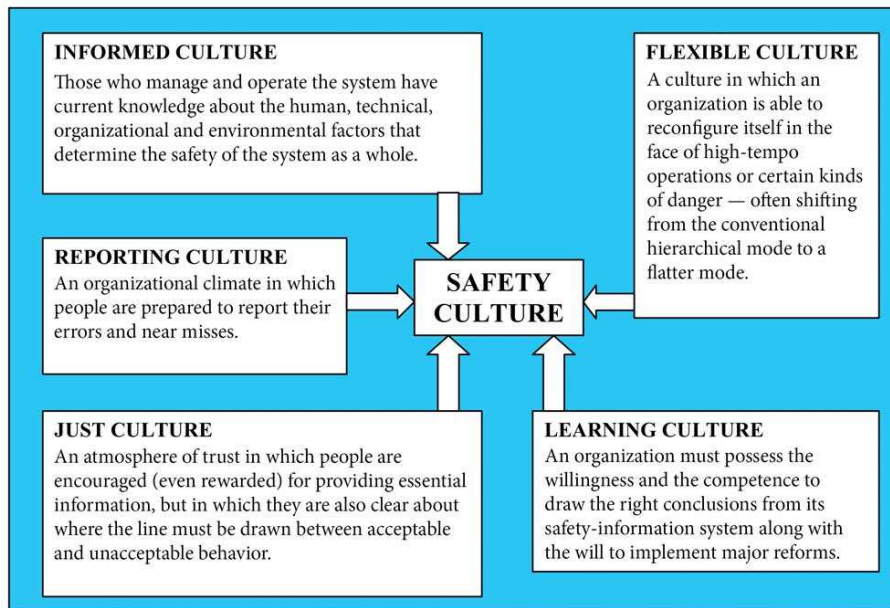 INFORMED CULTURE
Those who manage and operate the system have
current knowledge about the human, technical,
organizational and environmental factors that
determine the safety of the system as a whole.
FLEXIBLE CULTURE
A culture in which an
organization is able to
reconfigure itself in the
face of high-tempo
operations or certain kinds
of danger — often shifting
from the conventional
hierarchical mode to a
flatter mode.
REPORTING CULTURE
An organizational climate in which
people are prepared to report their
errors and near misses.
SAFETY
CULTURE
JUST CULTURE
An atmosphere of trust in which people are
encouraged (even rewarded) for providing essential
information, but in which they are also clear about
where the line must be drawn between acceptable
and unacceptable behavior.
LEARNING CULTURE
An organization must possess the
willingness and the competence to
draw the right conclusions from its
safety-information system along with
the will to implement major reforms.